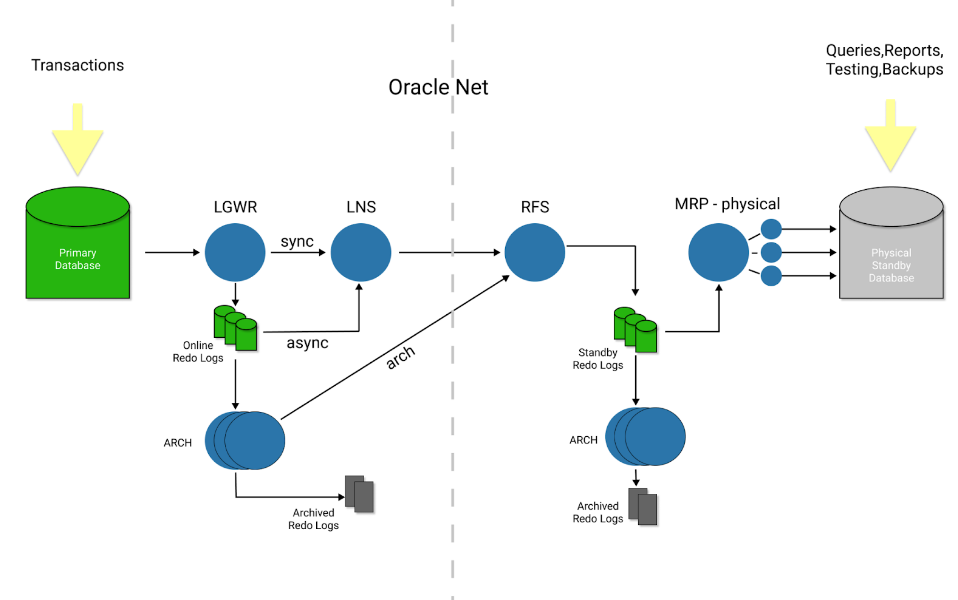 Transactions
Queries,Reports,
Testing,Backups
Oracle Net
LGWR
LNS
RFS
MRP - physical
sync
Primary
Database
Physical
Standby
Database
Online
Redo Logs
async
arch
Standby
Redo Logs
ARCH
ARCH
Archived
Redo Logs
Archived
Redo Logs